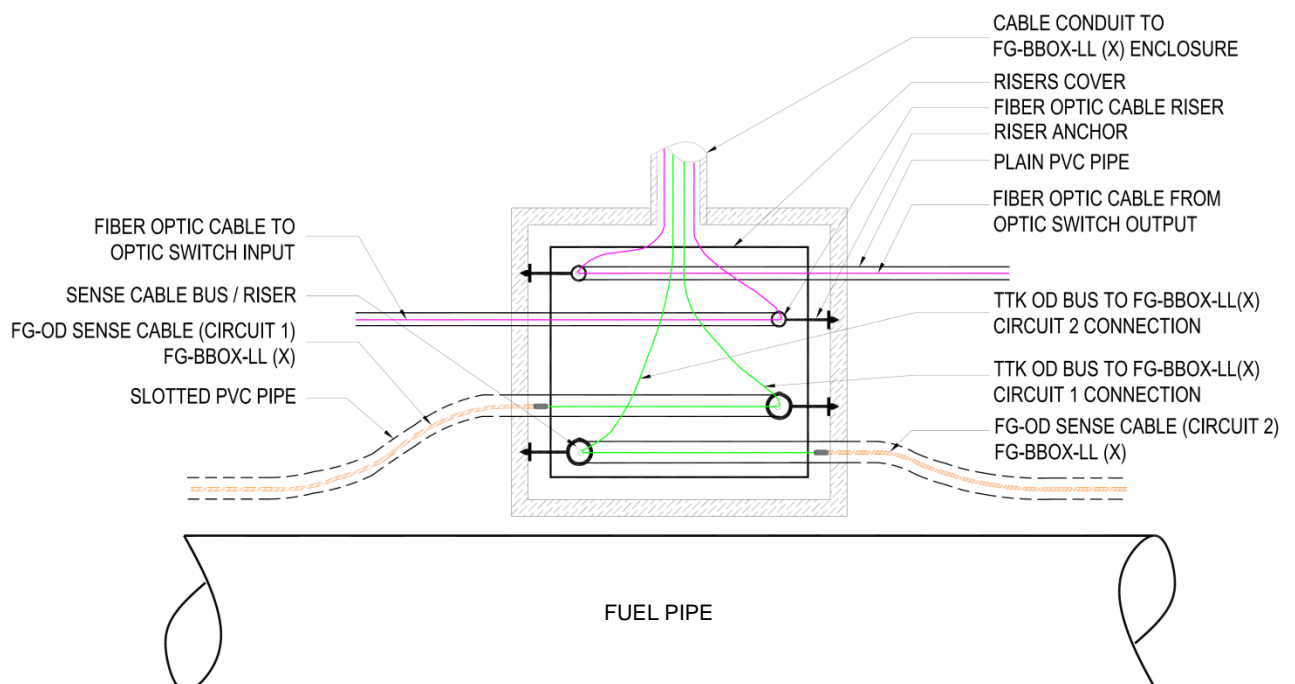 CABLE CONDUIT TO
FG-BBOX-LL (X) ENCLOSURE
RISERS COVER
FIBER OPTIC CABLE RISER
RISER ANCHOR
PLAIN PVC PIPE
FIBER OPTIC CABLE FROM
OPTIC SWITCH OUTPUT
FIBER OPTIC CABLE TO
OPTIC SWITCH INPUT
SENSE CABLE BUS / RISER
FG-OD SENSE CABLE (CIRCUIT 1)
FG-BBOX-LL (X)
SLOTTED PVC PIPE
TTK OD BUS TO FG-BBOX-LL(X)
CIRCUIT 2 CONNECTION
TTK OD BUS TO FG-BBOX-LL(X)
CIRCUIT 1 CONNECTION
FG-OD SENSE CABLE (CIRCUIT 2)
FG-BBOX-LL (X)
FUEL PIPE